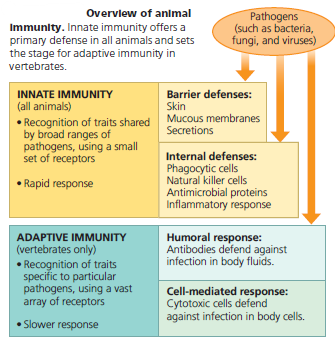 Overview of animal
immunity. Innate immunity offers a
primary defense in all animals and sets
the stage for adaptive immunity in
vertebrates.
Pathogens
(such as bacteria,
fungi, and viruses)
INNATE IMMUNITY
(all animals)
• Recognition of traits shared
by broad ranges of
pathogens, using a small
set of receptors
• Rapid response
Barrier defenses:
Skin
Mucous membranes
Secretions
Internal defenses:
Phagocytic cells
Natural killer cells
Antimicrobial proteins
Inflammatory response
ADAPTIVE IMMUNITY
(vertebrates only)
• Recognition of traits
specific to particular
pathogens, using a vast
array of receptors
• Slower response
Humoral response:
Antibodies defend against
infection in body fluids.
Cell-mediated response:
Cytotoxic cells defend
against infection in body cells.